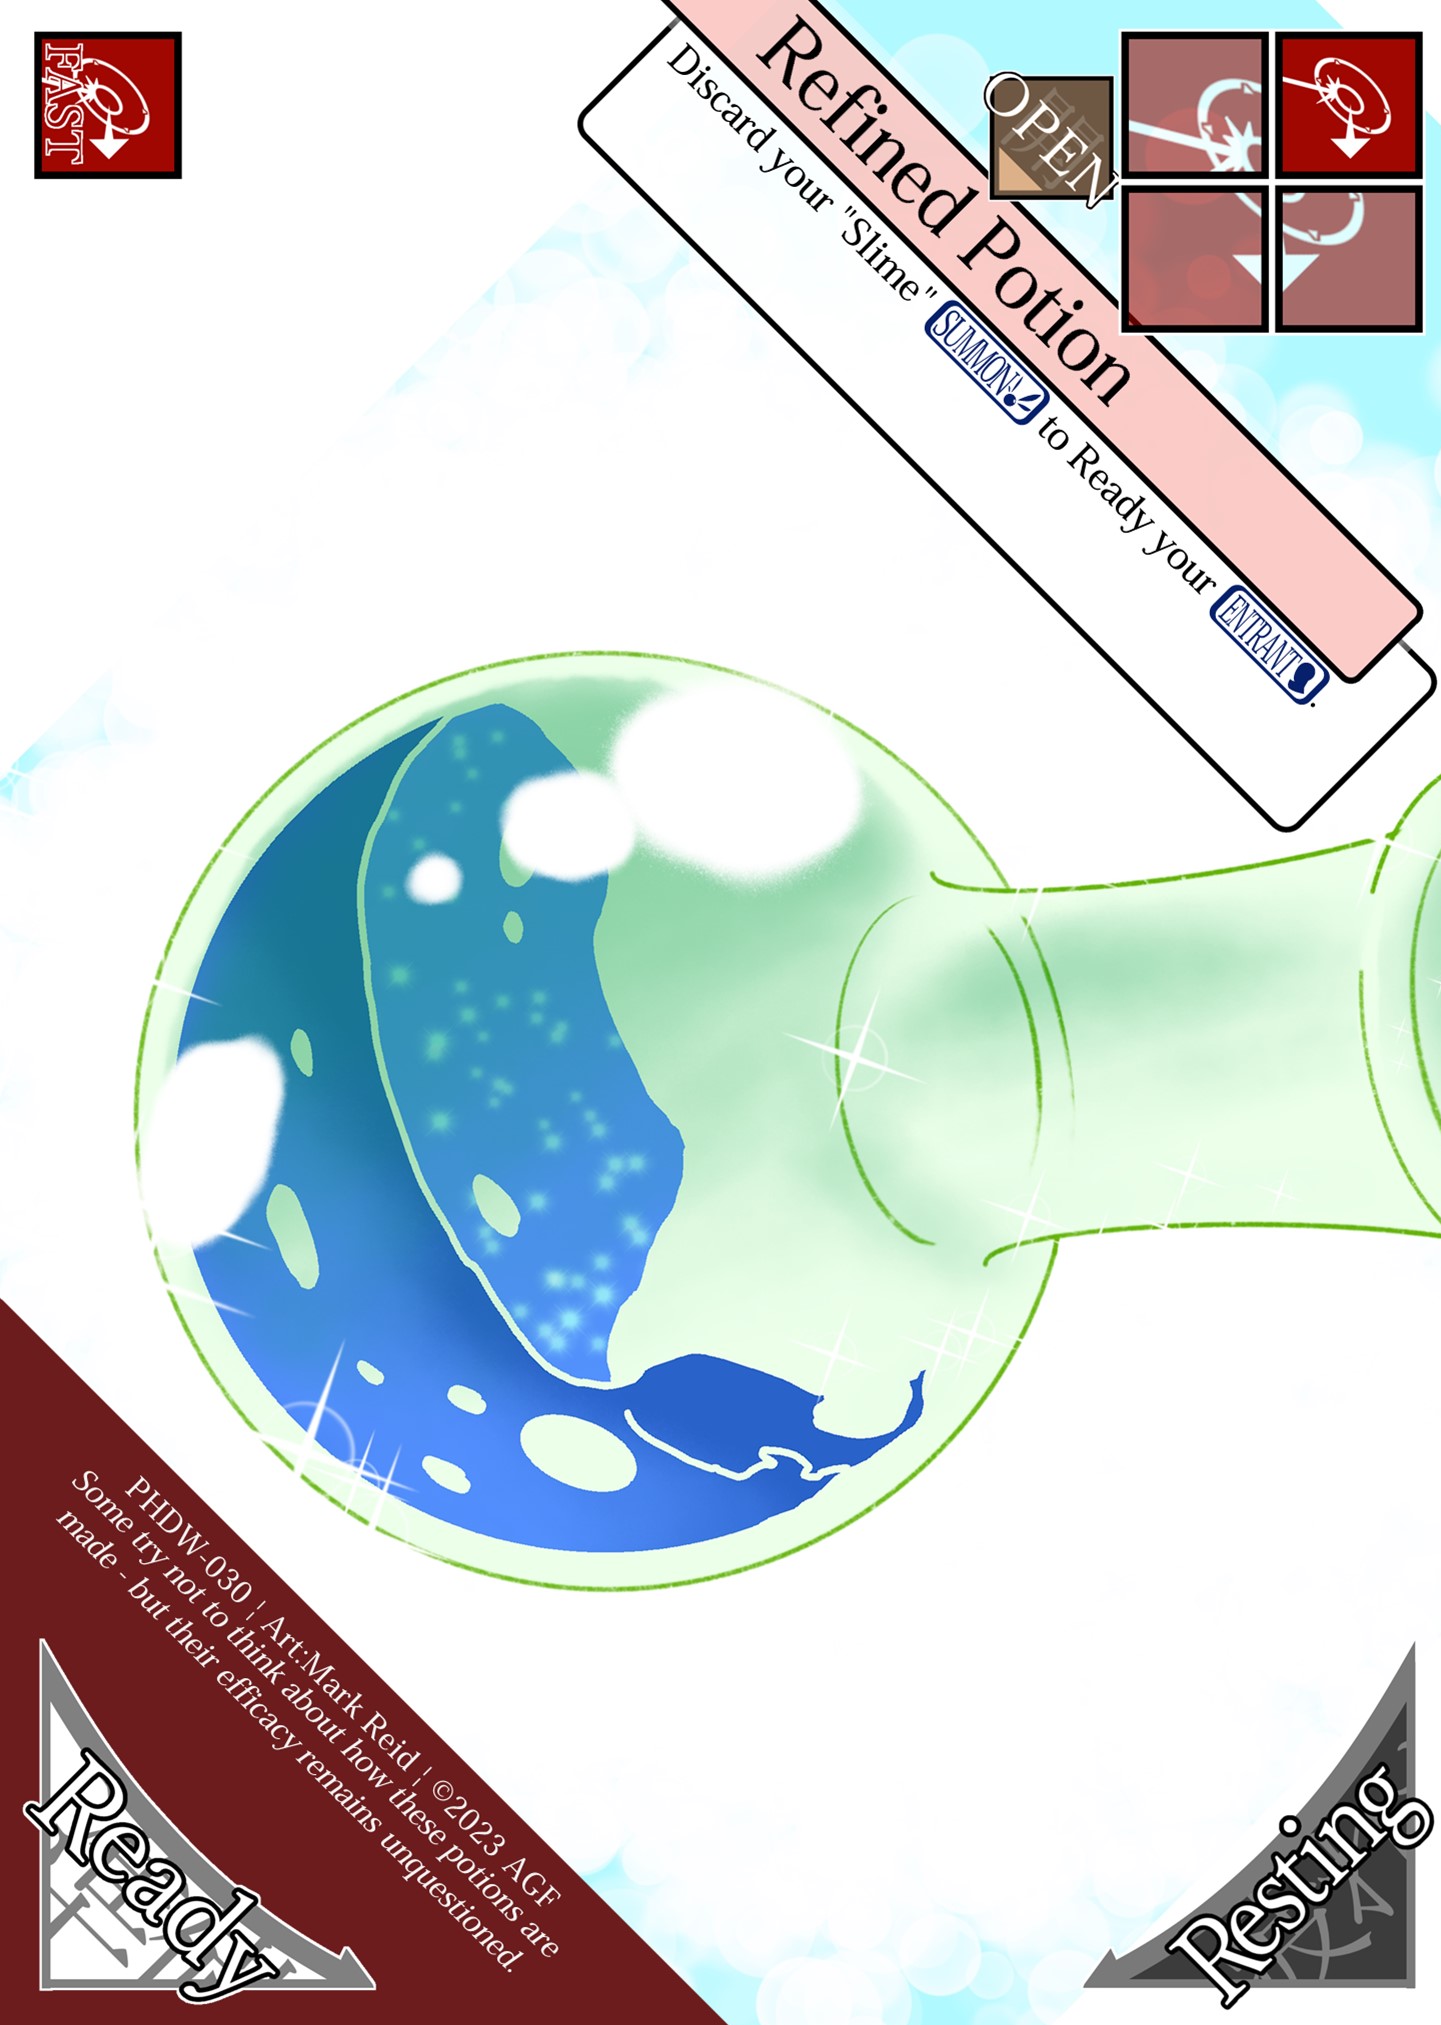 FAST
Refined Potion
OPEN
開
Discard your "Slime" SUMMON to Ready your ENTRANT.
PHDW-030 ¦ Art:Mark Reid ¦ ©2023 AGF
Some try not to think about how these potions are
made - but their efficacy remains unquestioned.
Ready
Resting